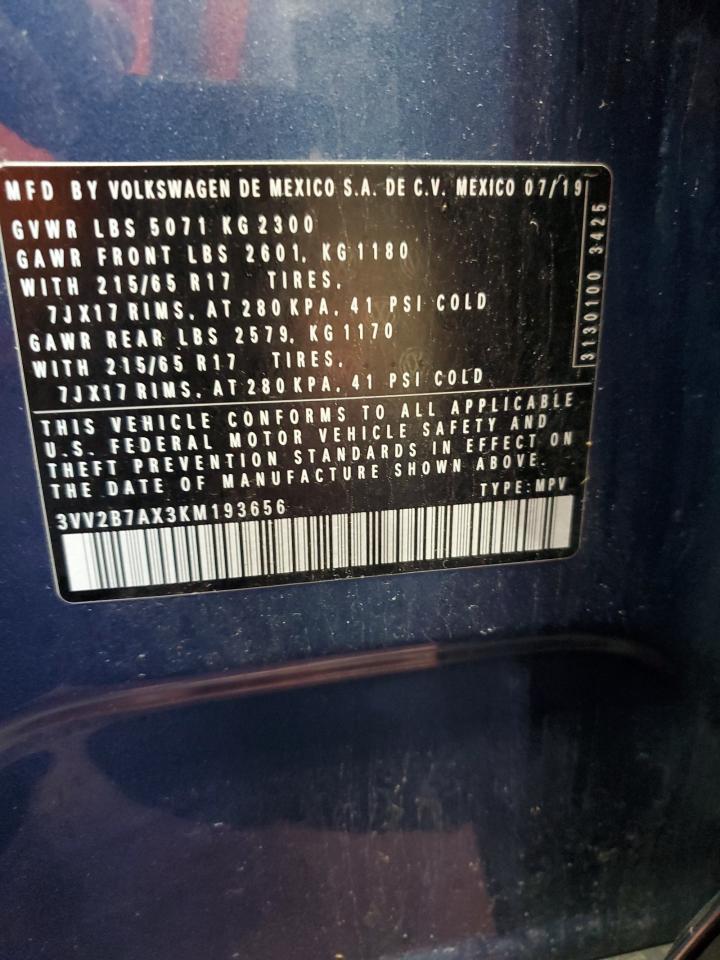 MFD BY VOLKSWAGEN DE MEXICO S.A. DE C.V. MEXICO 07/19
GVWR LBS 5071 KG 2300
GAWR FRONT LBS 2601, KG 1180
WITH 215/65 R17 TIRES,
7JX17 RIMS, AT 280 KPA, 41 PSI COLD
GAWR REAR LBS 2579, KG 1170
WITH 215/65 R17 TIRES,
7JX17 RIMS, AT 280 KPA, 41 PSI COLD
3130100 3425
THIS VEHICLE CONFORMS TO ALL APPLICABLE
U.S. FEDERAL MOTOR VEHICLE SAFETY AND
THEFT PREVENTION STANDARDS IN EFFECT ON
THE DATE OF MANUFACTURE SHOWN ABOVE.
TYPE: MPV
3VV2B7AX3KM193656